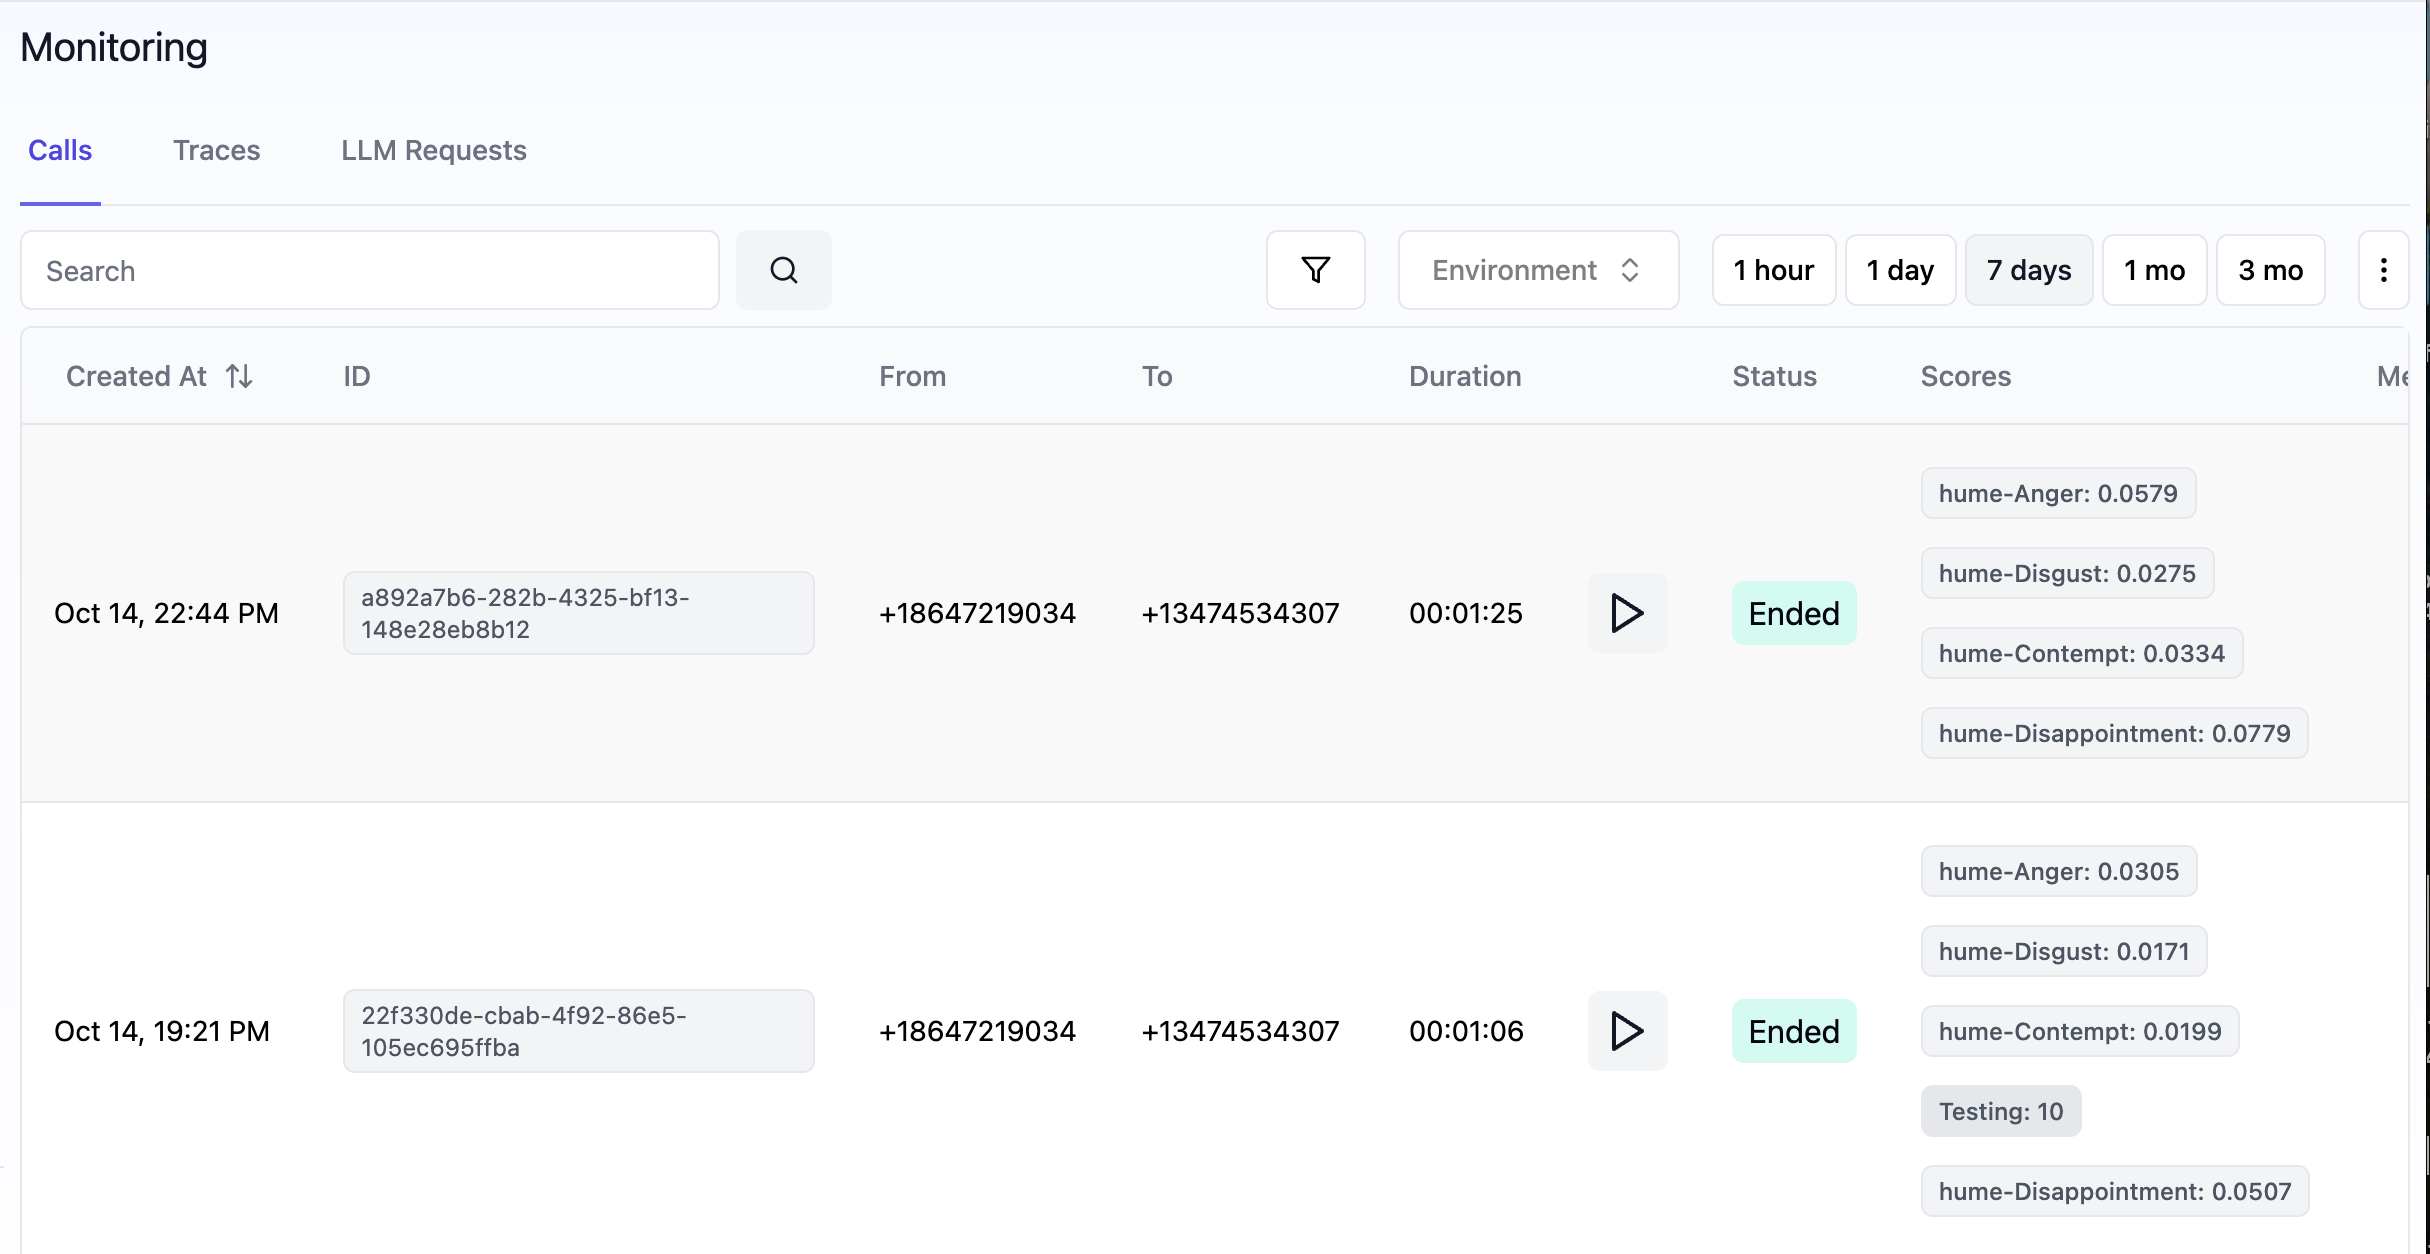 Monitoring
Calls Traces LLM Requests
Search Environment 1 hour 1 day 7 days 1 mo 3 mo
Created At ID From To Duration Status Scores Me
hume-Anger: 0.0579
hume-Disgust: 0.0275
Oct 14, 22:44 PM a892a7b6-282b-4325-bf13-
148e28eb8b12 +18647219034 +13474534307 00:01:25 Ended
hume-Contempt: 0.0334
hume-Disappointment: 0.0779
hume-Anger: 0.0305
hume-Disgust: 0.0171
Oct 14, 19:21 PM 22f330de-cbab-4f92-86e5-
105ec695ffba +18647219034 +13474534307 00:01:06 Ended
hume-Contempt: 0.0199
Testing: 10
hume-Disappointment: 0.0507